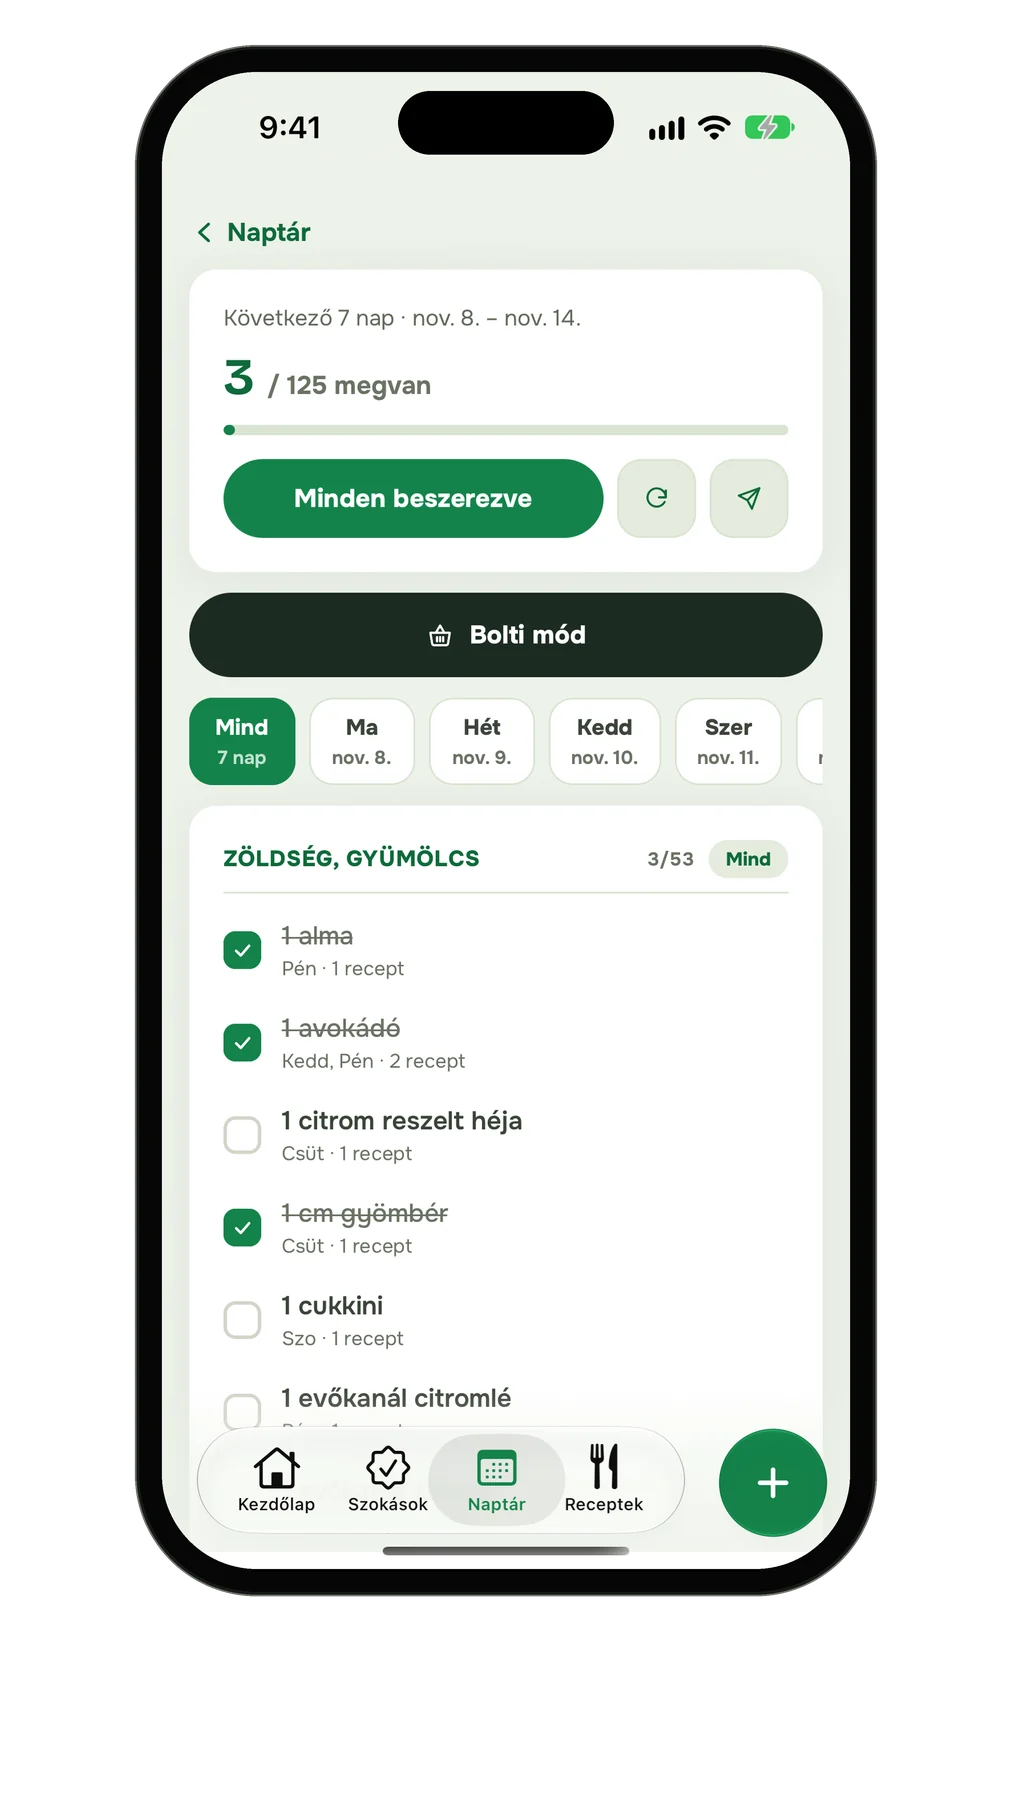 9:41
Naptár
Következő 7 nap · nov. 8. – nov. 14.
3 / 125 megvan
Minden beszerezve
Bolti mód
Mind
7 nap
Ma
nov. 8.
Hét
nov. 9.
Kedd
nov. 10.
Szer
nov. 11.
ZÖLDSÉG, GYÜMÖLCS 3/53 Mind
1 alma
Pén · 1 recept
1 avokádó
Kedd, Pén · 2 recept
1 citrom reszelt héja
Csüt · 1 recept
1 cm gyömbér
Csüt · 1 recept
1 cukkini
Szo · 1 recept
1 evőkanál citromlé
Kezdőlap
Szokások
Naptár
Receptek